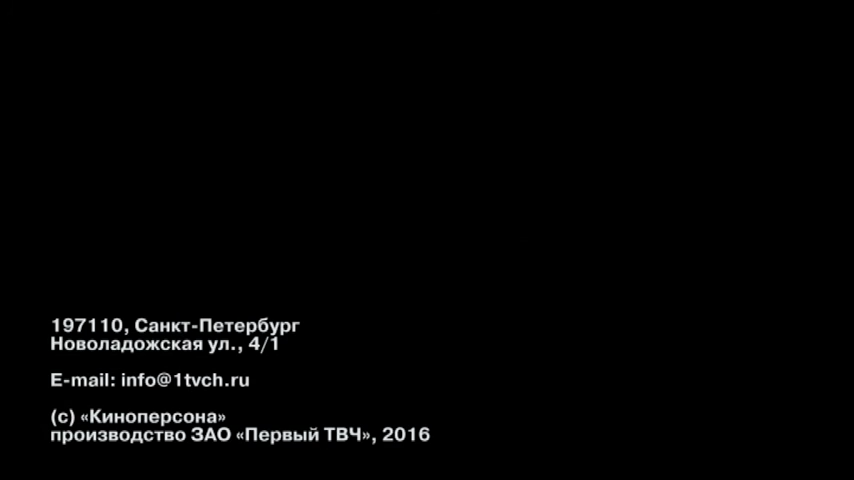 197110, Санкт-Петербург
Новоладожская ул., 4/1
E-mail: info@1tvch.ru
(с) «Киноперсона»
производство ЗАО «Первый ТВЧ», 2016